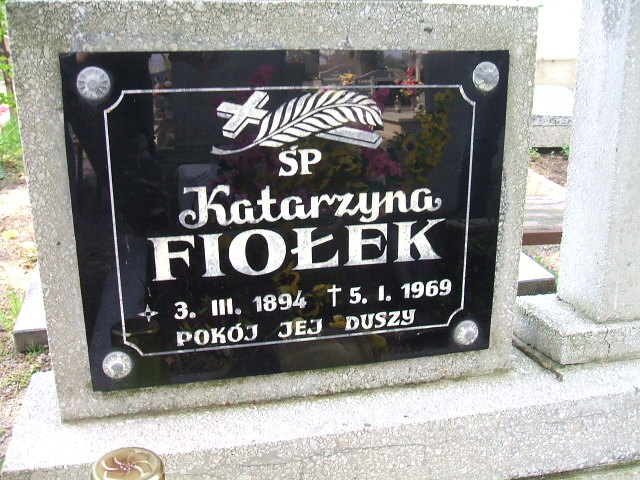 ŚP
Katarzyna
FIOŁEK
3. III. 1894 † 5. I. 1969
POKÓJ JEJ DUSZY